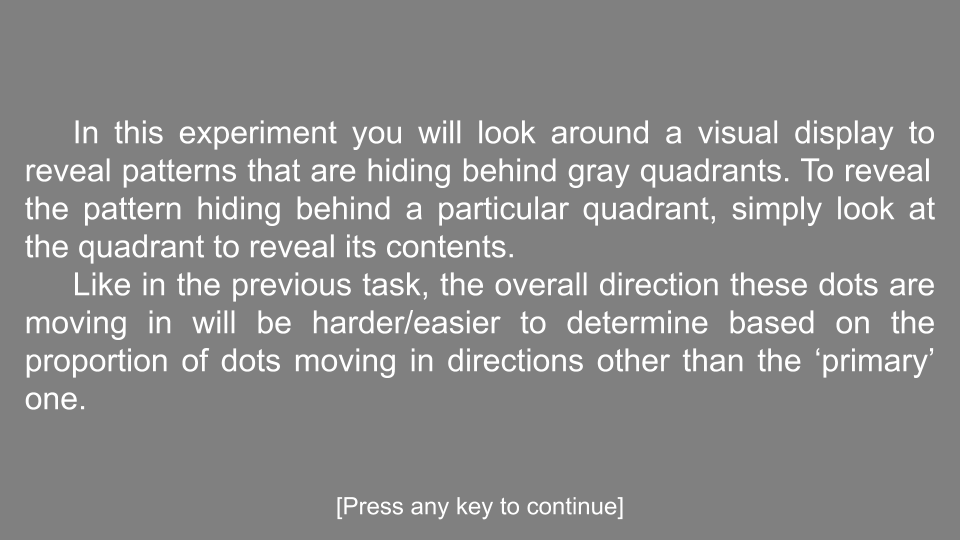 In this experiment you will look around a visual display to
reveal patterns that are hiding behind gray quadrants. To reveal
the pattern hiding behind a particular quadrant, simply look at
the quadrant to reveal its contents.
Like in the previous task, the overall direction these dots are
moving in will be harder/easier to determine based on the
proportion of dots moving in directions other than the ‘primary’
one.
[Press any key to continue]